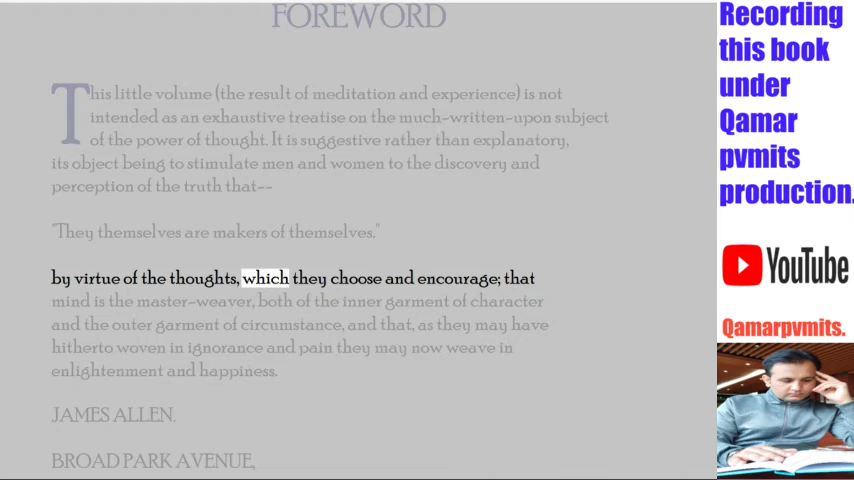 FOREWORD
This little volume (the result of meditation and experience) is not
intended as an exhaustive treatise on the much-written-upon subject
of the power of thought. It is suggestive rather than explanatory,
its object being to stimulate men and women to the discovery and
perception of the truth that--
"They themselves are makers of themselves."
by virtue of the thoughts, which they choose and encourage; that
mind is the master-weaver, both of the inner garment of character
and the outer garment of circumstance, and that, as they may have
hitherto woven in ignorance and pain they may now weave in
enlightenment and happiness.
JAMES ALLEN.
BROAD PARK AVENUE,
Recording
this book
under
Qamar
pvmits
production.
YouTube
Qamarpvmits.